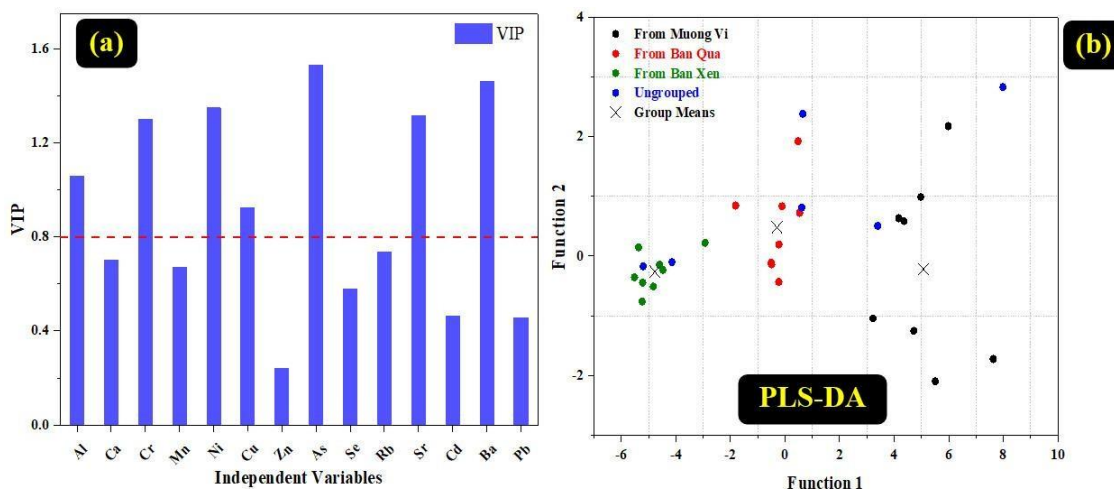 (a)
VIP
1.6
1.2
0.8
0.4
0.0
VIP
Al Ca Cr Mn Ni Cu Zn As Se Rb Sr Cd Ba Pb
Independent Variables
(b)
From Muong Vi
From Ban Qua
From Ban Xen
Ungrouped
Group Means
4
2
0
-2
Function 2
PLS-DA
-6 -4 -2 0 2 4 6 8 10
Function 1